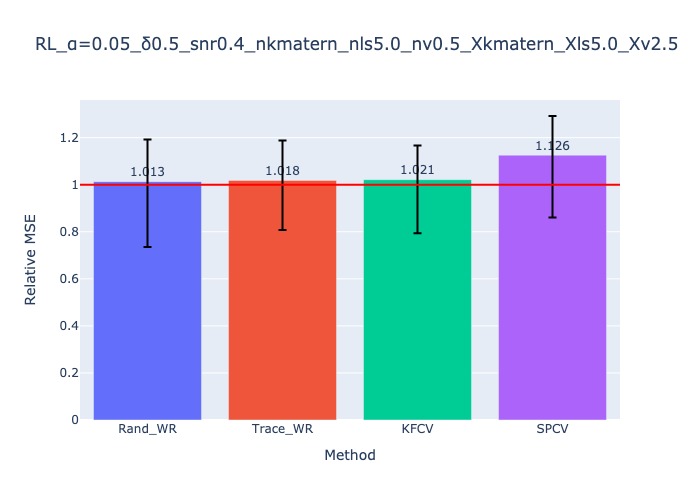 RL_α=0.05_δ0.5_snr0.4_nkmatern_nls5.0_nv0.5_Xkmatern_Xls5.0_Xv2.5
Relative MSE
1.2
1
0.8
0.6
0.4
0.2
0
1.013
1.018
1.021
1.126
Rand_WR
Trace_WR
KFCV
SPCV
Method